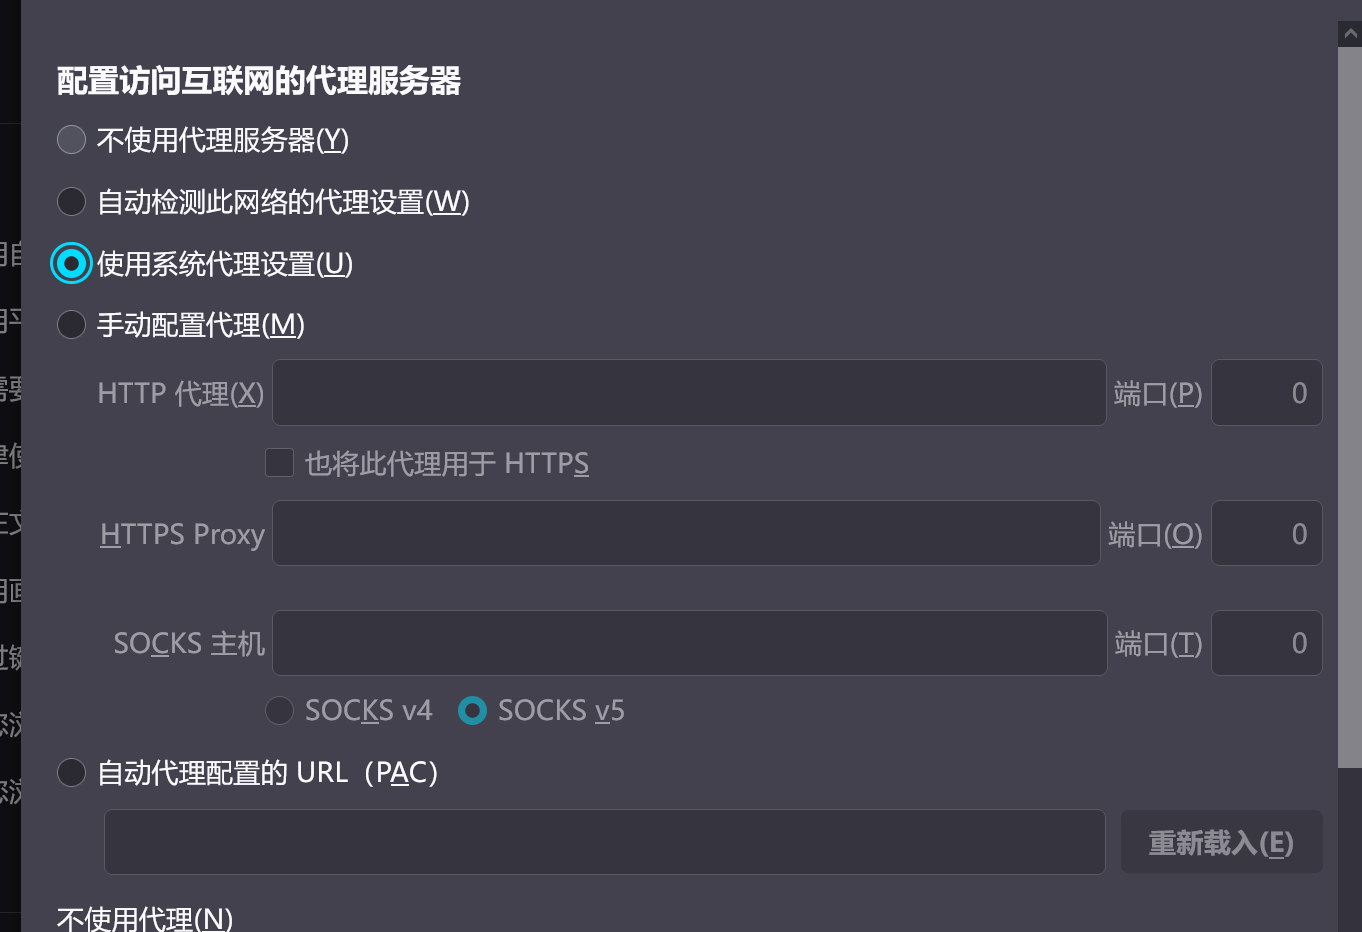 配置访问互联网的代理服务器
不使用代理服务器(Y)
自动检测此网络的代理设置(W)
使用系统代理设置(U)
手动配置代理(M)
HTTP 代理(X) 端口(P) 0
也将此代理用于 HTTPS
HTTPS Proxy 端口(O) 0
SOCKS 主机 端口(T) 0
SOCKS v4 SOCKS v5
自动代理配置的 URL（PAC）
重新载入(E)
不使用代理(N)